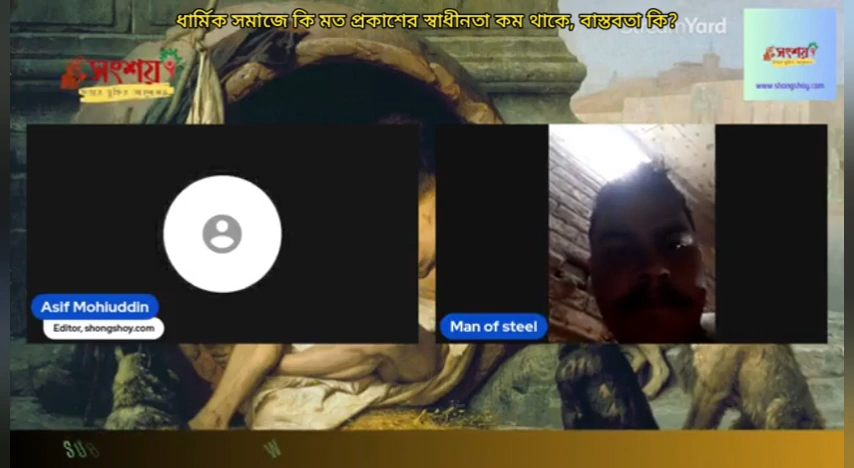 ধার্মিক সমাজে কি মত প্রকাশের স্বাধীনতা কম থাকে, বাস্তবতা কি?
StreamYard
সংশয়
সংশয়
www.shongshoy.com
Asif Mohiuddin
Editor, shongshoy.com
Man of steel
SUB
W